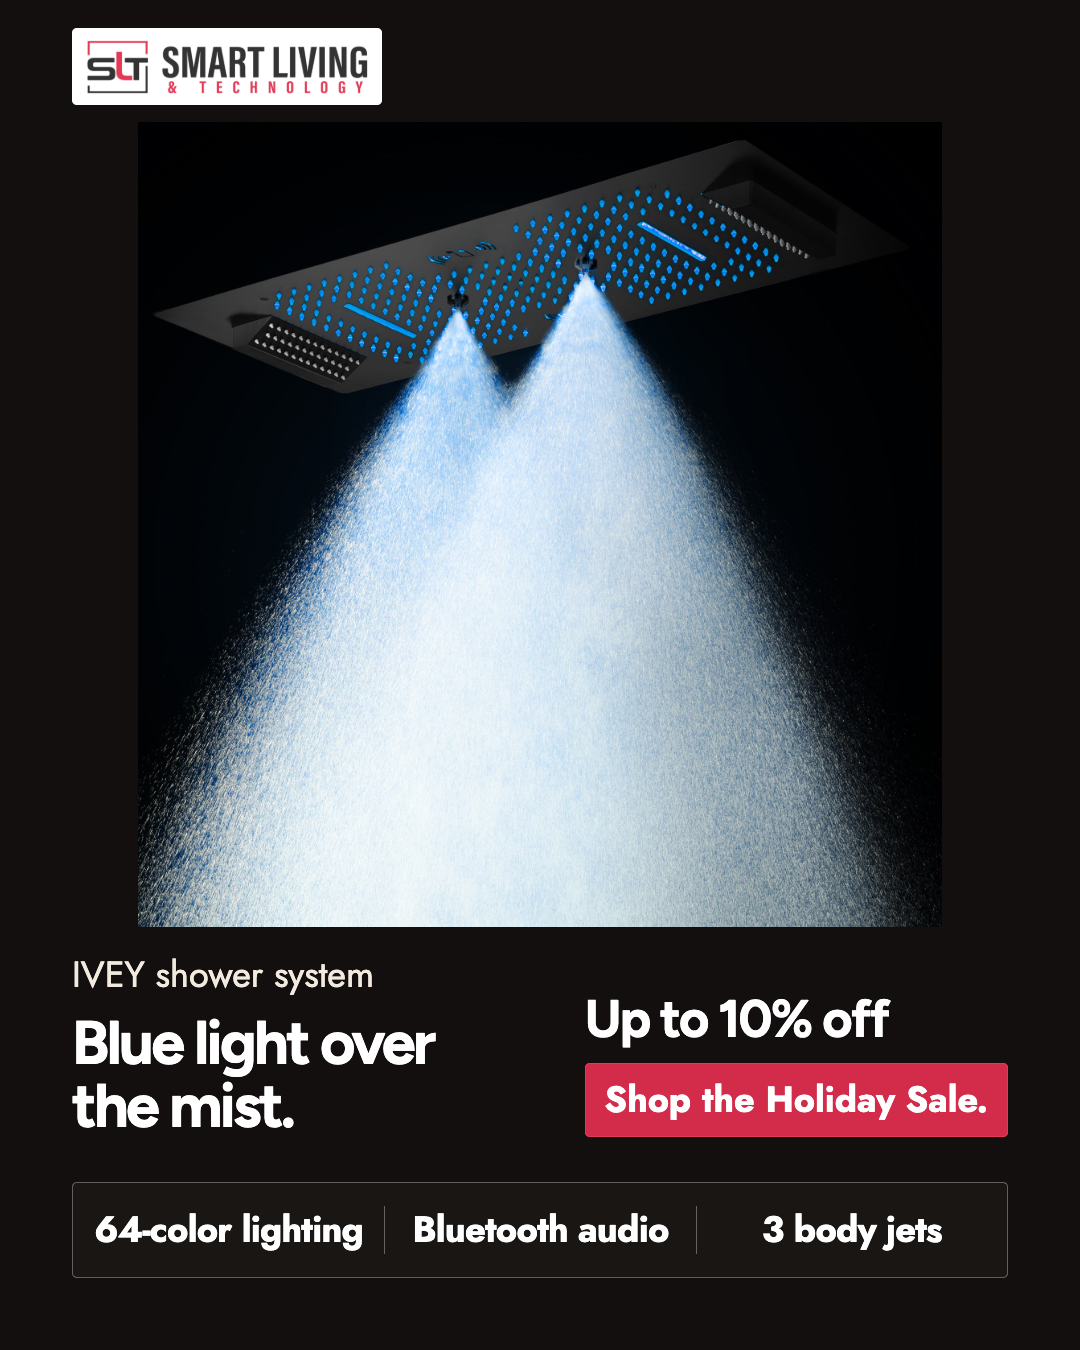 SLT SMART LIVING
& TECHNOLOGY
IVEY shower system
Blue light over
the mist.
Up to 10% off
Shop the Holiday Sale.
64-color lighting
Bluetooth audio
3 body jets